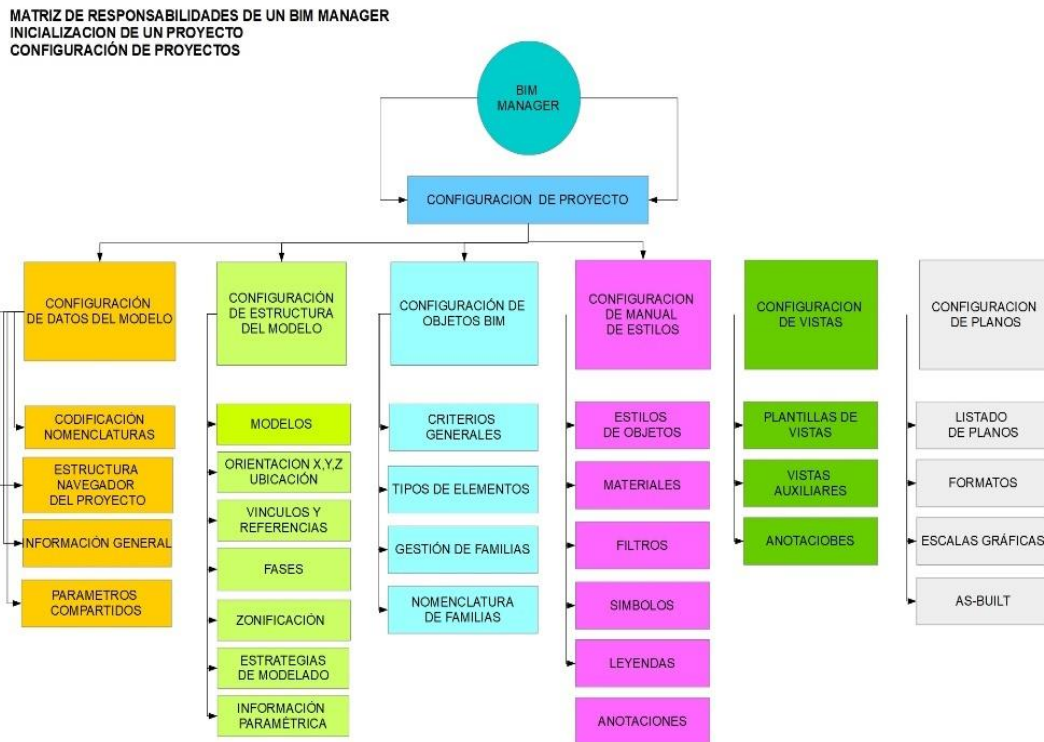 MATRIZ DE RESPONSABILIDADES DE UN BIM MANAGER
INICIALIZACION DE UN PROYECTO
CONFIGURACIÓN DE PROYECTOS
BIM
MANAGER
CONFIGURACION DE PROYECTO
CONFIGURACIÓN
DE DATOS DEL MODELO
CODIFICACIÓN
NOMENCLATURAS
ESTRUCTURA
NAVEGADOR
DEL PROYECTO
INFORMACIÓN GENERAL
PARAMETROS
COMPARTIDOS
CONFIGURACIÓN
DE ESTRUCTURA
DEL MODELO
MODELOS
ORIENTACION X,Y,Z
UBICACIÓN
VINCULOS Y
REFERENCIAS
FASES
ZONIFICACIÓN
ESTRATEGIAS
DE MODELADO
INFORMACIÓN
PARAMÉTRICA
CONFIGURACIÓN DE
OBJETOS BIM
CRITERIOS
GENERALES
TIPOS DE ELEMENTOS
GESTIÓN DE FAMILIAS
NOMENCLATURA
DE FAMILIAS
CONFIGURACION
DE MANUAL
DE ESTILOS
ESTILOS
DE OBJETOS
MATERIALES
FILTROS
SIMBOLOS
LEYENDAS
ANOTACIONES
CONFIGURACION
DE VISTAS
PLANTILLAS DE
VISTAS
VISTAS
AUXILIARES
ANOTACIOBES
CONFIGURACION
DE PLANOS
LISTADO
DE PLANOS
FORMATOS
ESCALAS GRÁFICAS
AS-BUILT